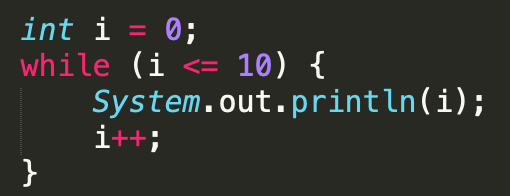 int i = 0;
while (i <= 10) {
    System.out.println(i);
    i++;
}